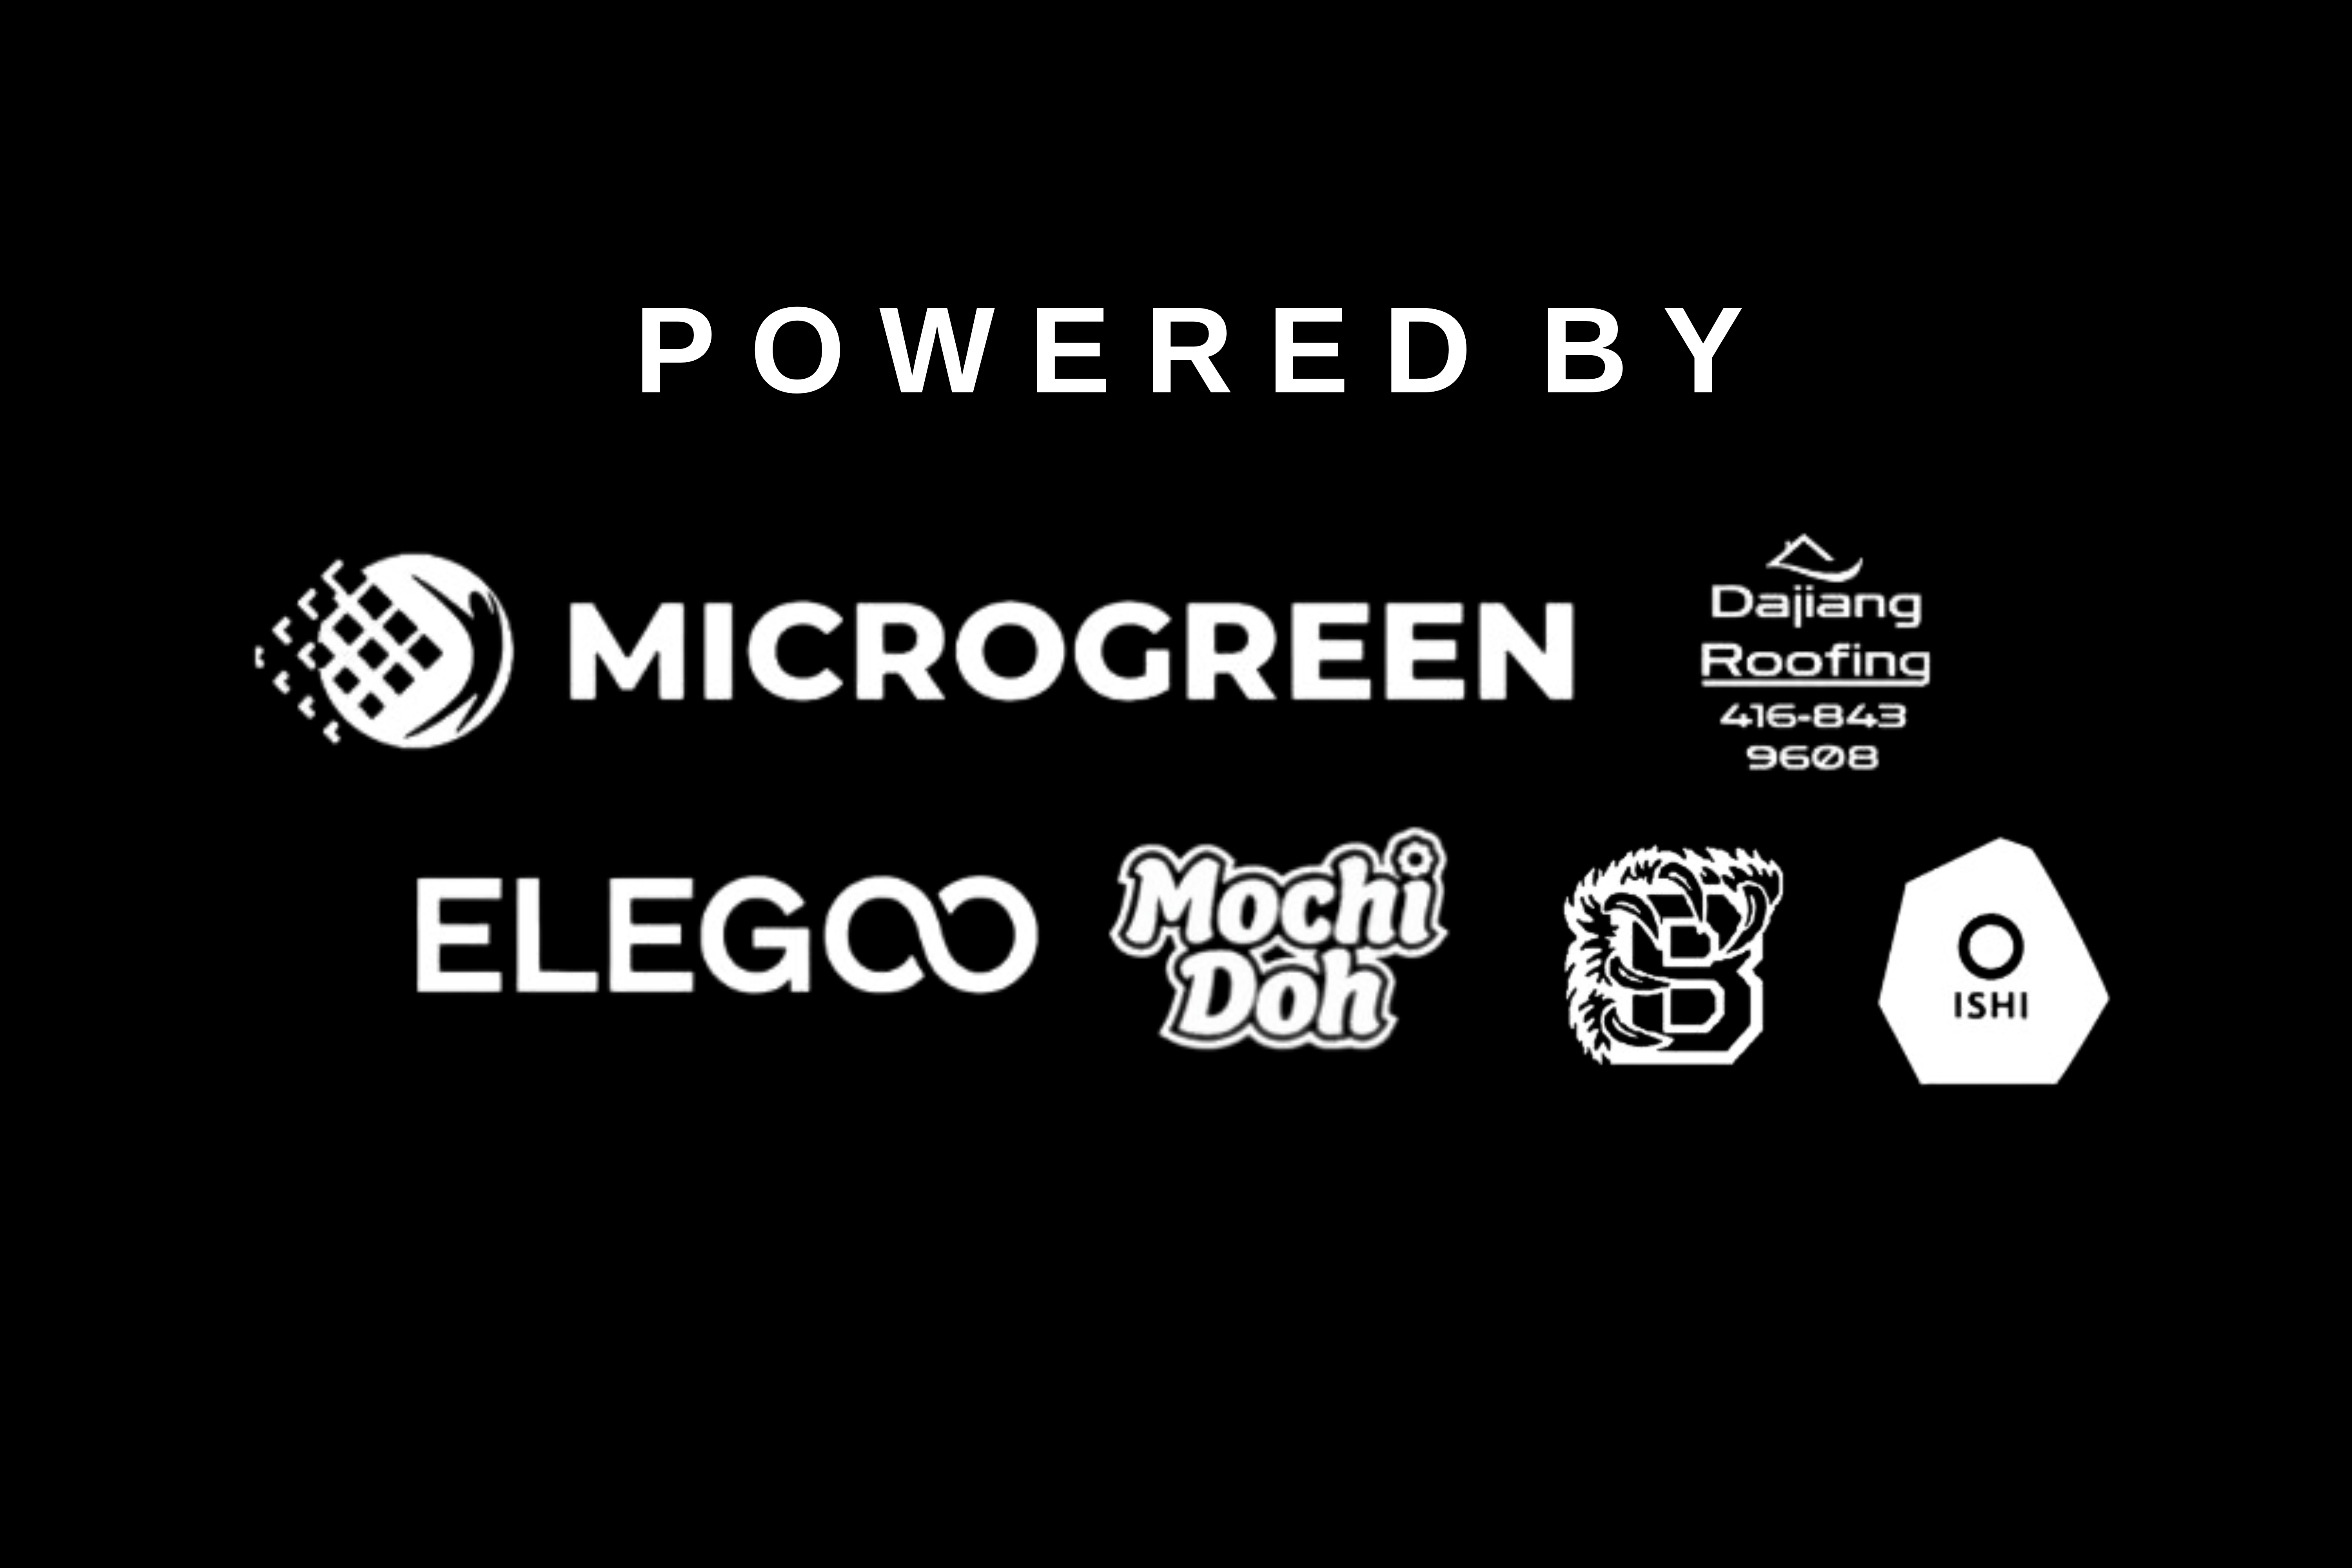 POWERED BY
MICROGREEN
Dajiang
Roofing
416-843
9608
ELEGOO
Mochi
Doh
B
ISHI